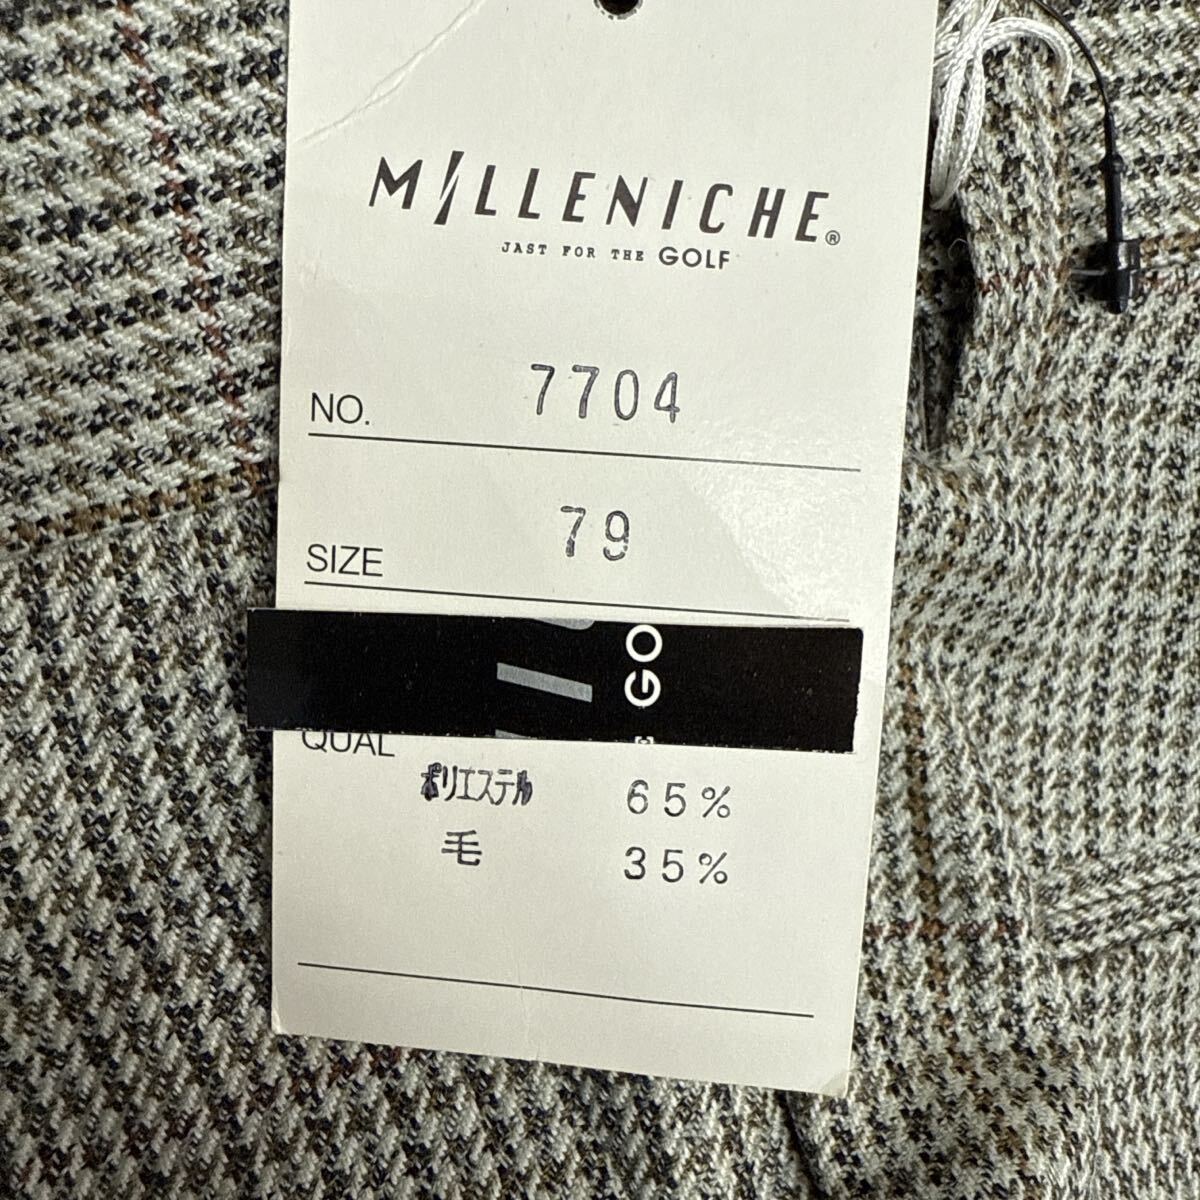 MILLENICHE®
JAST FOR THE GOLF
NO. 7704
SIZE 79
GO
QUAL
ポリエステル 65%
毛 35%